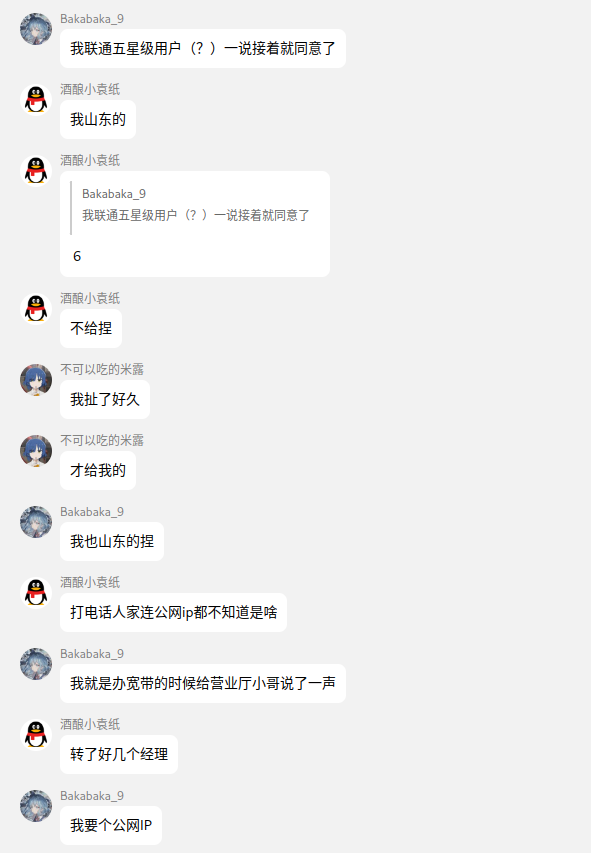 Bakabaka_9
我联通五星级用户（？）一说接着就同意了
酒酿小袁纸
我山东的
酒酿小袁纸
Bakabaka_9
我联通五星级用户（？）一说接着就同意了
6
酒酿小袁纸
不给捏
不可以吃的米露
我扯了好久
不可以吃的米露
才给我的
Bakabaka_9
我也山东的捏
酒酿小袁纸
打电话人家连公网ip都不知道是啥
Bakabaka_9
我就是办宽带的时候给营业厅小哥说了一声
酒酿小袁纸
转了好几个经理
Bakabaka_9
我要个公网IP